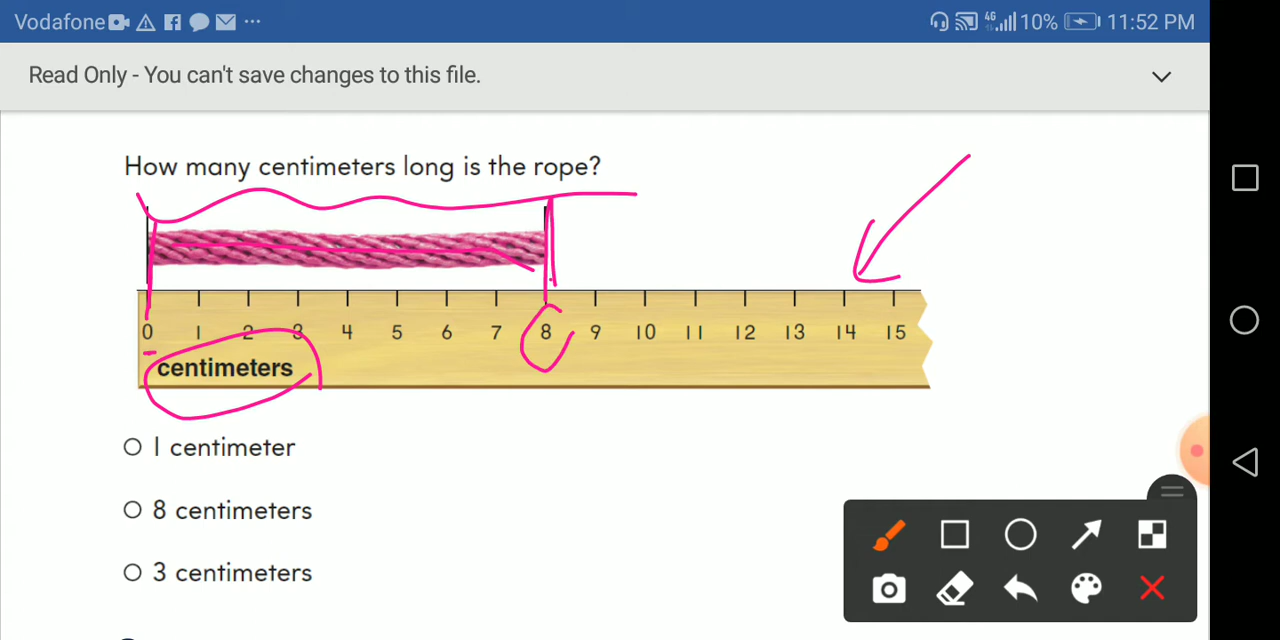 Vodafone ... 4G 10% 11:52 PM
Read Only - You can't save changes to this file.
How many centimeters long is the rope?
0 1 2 3 4 5 6 7 8 9 10 11 12 13 14 15
centimeters
1 centimeter
8 centimeters
3 centimeters